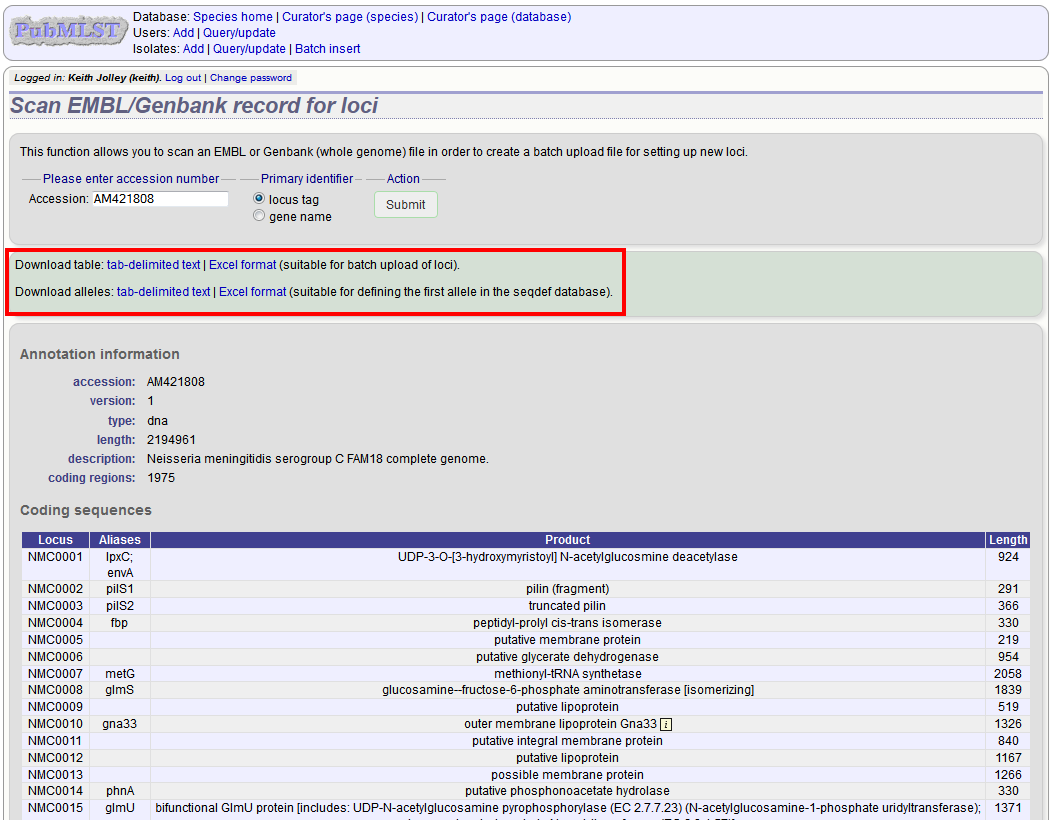 PubMLST
Database: Species home | Curator's page (species) | Curator's page (database)
Users: Add | Query/update
Isolates: Add | Query/update | Batch insert
Logged in: Keith Jolley (keith). Log out | Change password
Scan EMBL/Genbank record for loci
This function allows you to scan an EMBL or Genbank (whole genome) file in order to create a batch upload file for setting up new loci.
Please enter accession number Primary identifier Action
Accession: AM421808 locus tag Submit
gene name
Download table: tab-delimited text | Excel format (suitable for batch upload of loci).
Download alleles: tab-delimited text | Excel format (suitable for defining the first allele in the seqdef database).
Annotation information
accession: AM421808
version: 1
type: dna
length: 2194961
description: Neisseria meningitidis serogroup C FAM18 complete genome.
coding regions: 1975
Coding sequences
Locus Aliases Product Length
NMC0001 lpxC; UDP-3-O-[3-hydroxymyristoyl] N-acetylglucosmine deacetylase 924
envA
NMC0002 pilS1 pilin (fragment) 291
NMC0003 pilS2 truncated pilin 366
NMC0004 fbp peptidyl-prolyl cis-trans isomerase 330
NMC0005 putative membrane protein 219
NMC0006 putative glycerate dehydrogenase 954
NMC0007 metG methionyl-tRNA synthetase 2058
NMC0008 glmS glucosamine--fructose-6-phosphate aminotransferase [isomerizing] 1839
NMC0009 putative lipoprotein 519
NMC0010 gna33 outer membrane lipoprotein Gna33 i 1326
NMC0011 putative integral membrane protein 840
NMC0012 putative lipoprotein 1167
NMC0013 possible membrane protein 1266
NMC0014 phnA putative phosphonoacetate hydrolase 330
NMC0015 glmU bifunctional GlmU protein [includes: UDP-N-acetylglucosamine pyrophosphorylase (EC 2.7.7.23) (N-acetylglucosamine-1-phosphate uridyltransferase); 1371